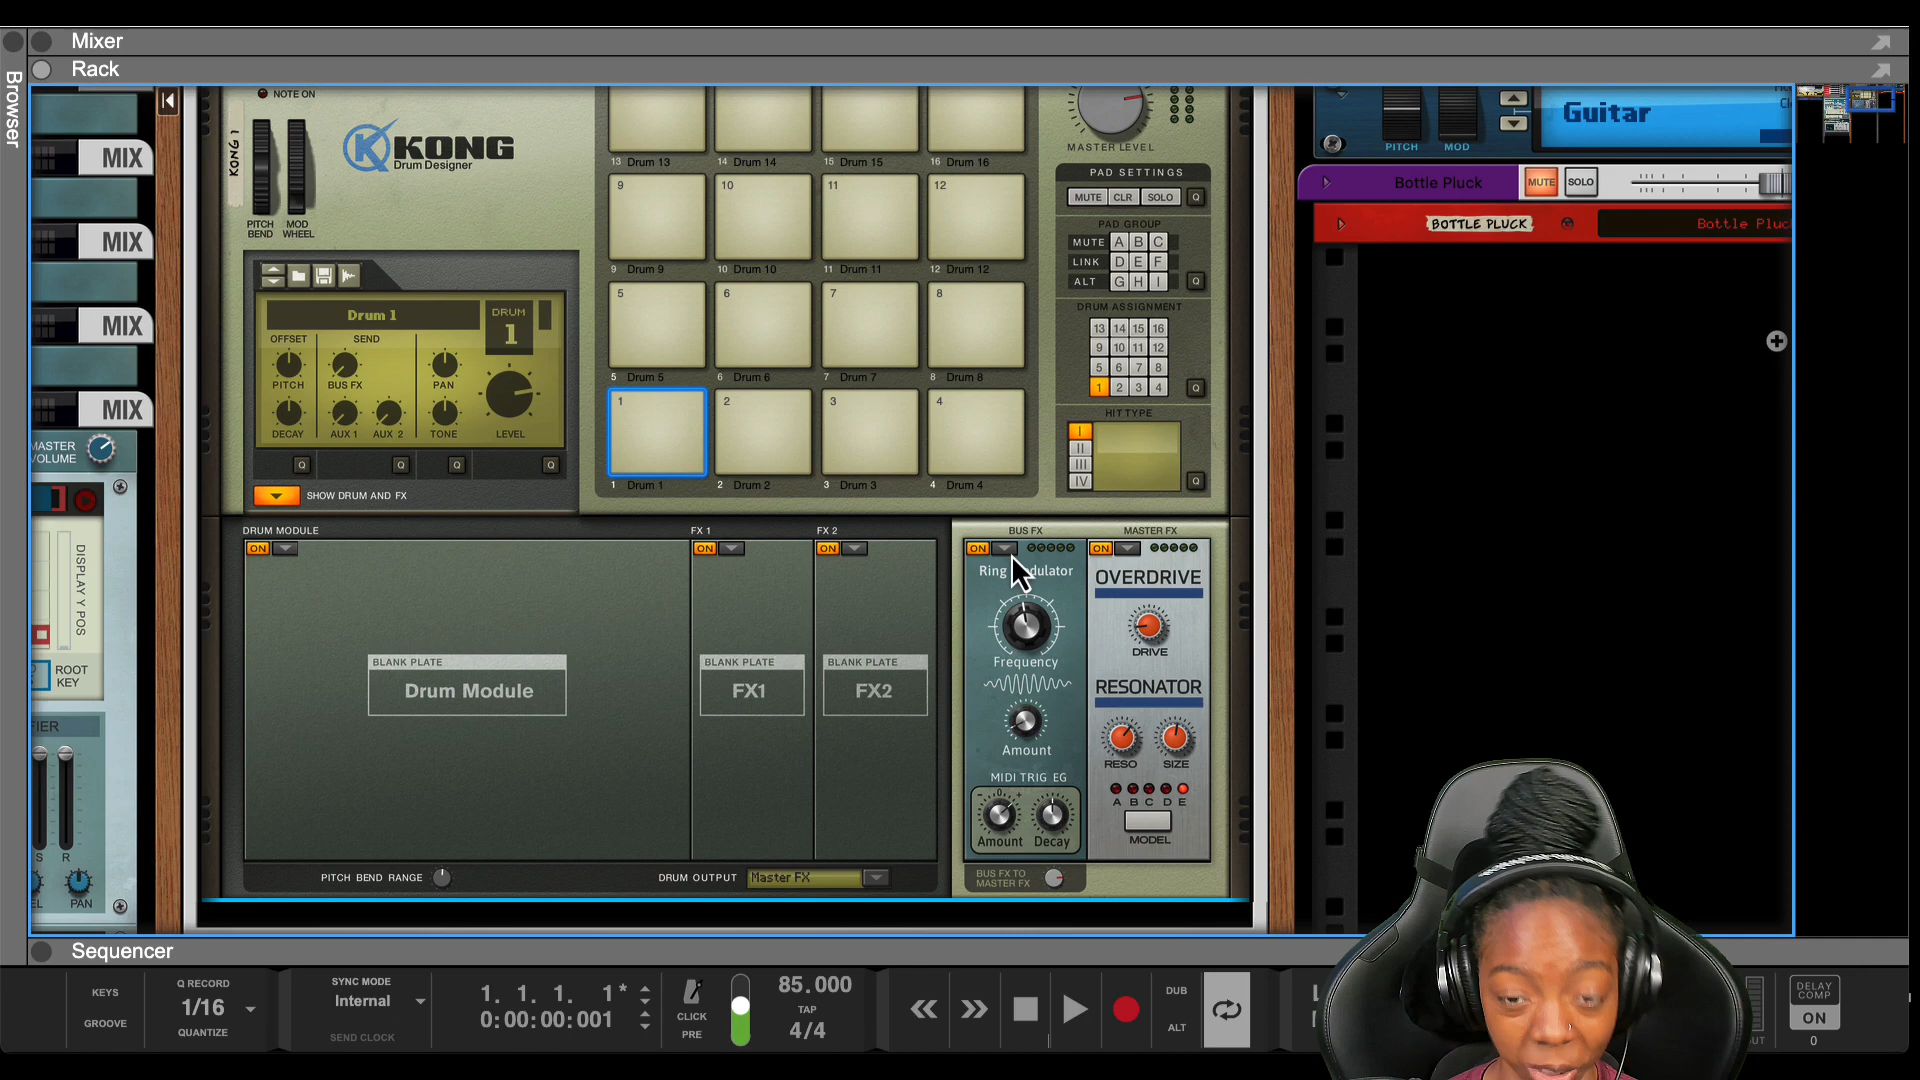 Mixer
Rack
Browser
NOTE ON
KONG 1
KONG
Drum Designer
PITCH BEND
MOD WHEEL
MIX
MIX
MIX
MIX
MASTER VOLUME
DISPLAY Y POS
ROOT KEY
S R
PAN
13 Drum 13
14 Drum 14
15 Drum 15
16 Drum 16
9 10 11 12
9 Drum 9
10 Drum 10
11 Drum 11
12 Drum 12
5 6 7 8
5 Drum 5
6 Drum 6
7 Drum 7
8 Drum 8
1 2 3 4
1 Drum 1
2 Drum 2
3 Drum 3
4 Drum 4
Drum 1
DRUM 1
OFFSET
SEND
PITCH
BUS FX
PAN
DECAY
AUX 1
AUX 2
TONE
LEVEL
Q Q Q Q
SHOW DRUM AND FX
MASTER LEVEL
PAD SETTINGS
MUTE CLR SOLO Q
PAD GROUP
MUTE A B C
LINK D E F
ALT G H I Q
DRUM ASSIGNMENT
13 14 15 16
9 10 11 12
5 6 7 8
1 2 3 4 Q
HIT TYPE
I
II
III
IV Q
DRUM MODULE
FX 1
FX 2
BUS FX
MASTER FX
ON ON ON ON ON
BLANK PLATE
Drum Module
BLANK PLATE
FX1
BLANK PLATE
FX2
Ring
Frequency
Amount
MIDI TRIG EG
- 0 +
Amount
Decay
OVERDRIVE
DRIVE
RESONATOR
RESO
SIZE
A B C D E
MODEL
PITCH BEND RANGE
DRUM OUTPUT
Master FX
BUS FX TO MASTER FX
PITCH
MOD
Guitar
Bottle Pluck
MUTE
SOLO
BOTTLE PLUCK
Sequencer
KEYS
GROOVE
Q RECORD
1/16
QUANTIZE
SYNC MODE
Internal
SEND CLOCK
1. 1. 1. 1*
0:00:00:001
CLICK
PRE
85.000
TAP
4/4
DUB
ALT
DELAY COMP
ON
0